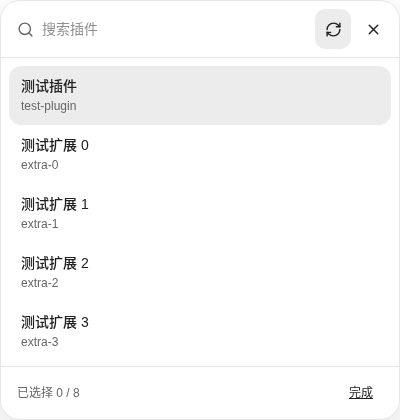 搜索插件
测试插件
test-plugin
测试扩展 0
extra-0
测试扩展 1
extra-1
测试扩展 2
extra-2
测试扩展 3
extra-3
已选择 0 / 8
完成